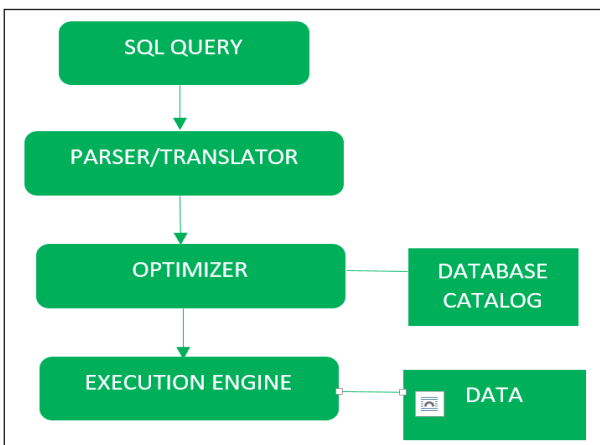 SQL QUERY
PARSER/TRANSLATOR
OPTIMIZER
DATABASE
CATALOG
EXECUTION ENGINE
DATA